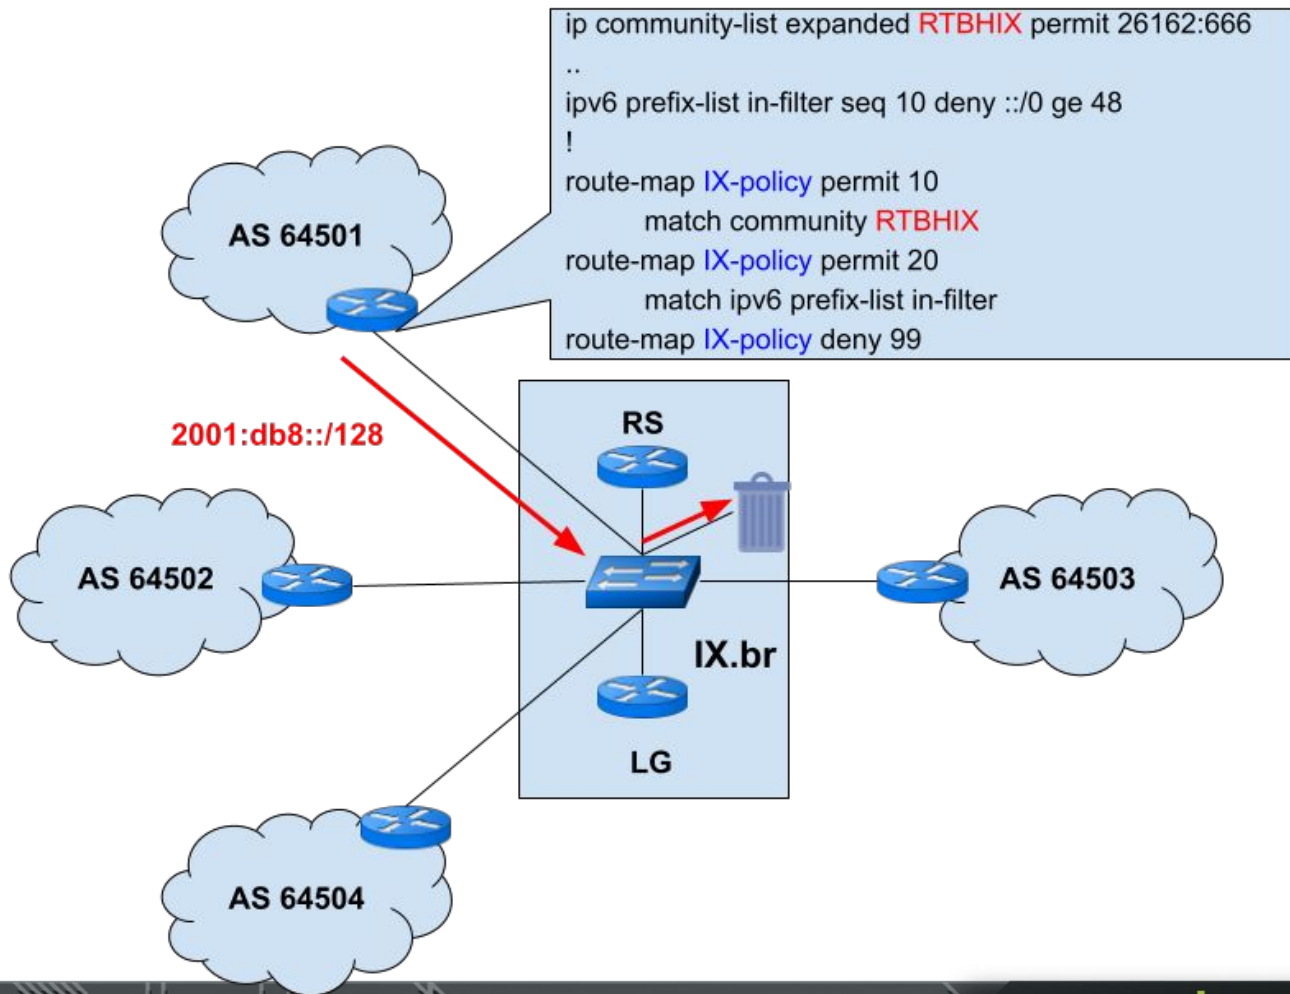 ip community-list expanded RTBHIX permit 26162:666
..
ipv6 prefix-list in-filter seq 10 deny ::/0 ge 48
!
route-map IX-policy permit 10
match community RTBHIX
route-map IX-policy permit 20
match ipv6 prefix-list in-filter
route-map IX-policy deny 99
AS 64501
2001:db8::/128
RS
AS 64502
AS 64503
IX.br
LG
AS 64504